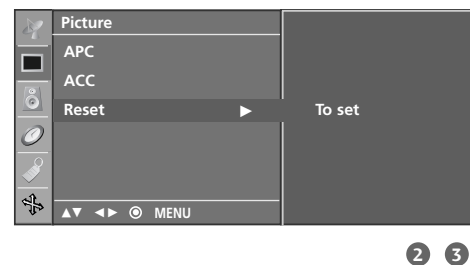 Picture
APC
ACC
Reset ▶ To set
▲▼ ◄► ◉ MENU
2 3